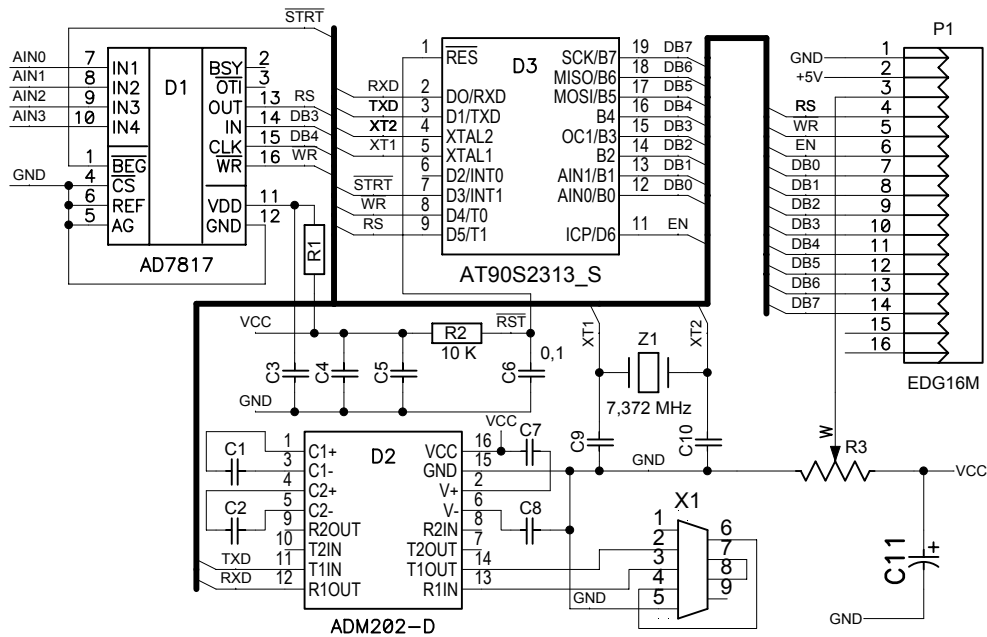 STRT
AIN0 7 IN1
AIN1 8 IN2
AIN2 9 IN3
AIN3 10 IN4
D1
BSY 2
OTI 3
OUT 13 RS
IN 14 DB3
CLK 15 DB4
WR 16 WR
1 BEG
GND 4 CS
6 REF
5 AG
VDD 11
GND 12
AD7817
R1
1 RES
D3
RXD 2 DO/RXD
TXD 3 D1/TXD
XT2 4 XTAL2
XT1 5 XTAL1
6 D2/INT0
STRT 7 D3/INT1
WR 8 D4/T0
RS 9 D5/T1
SCK/B7 19 DB7
MISO/B6 18 DB6
MOSI/B5 17 DB5
B4 16 DB4
OC1/B3 15 DB3
B2 14 DB2
AIN1/B1 13 DB1
AIN0/B0 12 DB0
ICP/D6 11 EN
AT90S2313_S
P1
GND 1
+5V 2
3
RS 4
WR 5
EN 6
DB0 7
DB1 8
DB2 9
DB3 10
DB4 11
DB5 12
DB6 13
DB7 14
15
16
EDG16M
VCC
R2
10 K
RST
C3
C4
C5
C6
0,1
GND
XT1
XT2
Z1
7,372 MHz
C9
C10
GND
W
R3
VCC
C11
+
GND
D2
C1
C2
1 C1+
3 C1-
4 C2+
5 C2-
9 R2OUT
10 T2IN
TXD 11 T1IN
RXD 12 R1OUT
VCC
VCC 16
GND 15
V+ 2
V- 6
R2IN 8
T2OUT 7
T1OUT 14
R1IN 13
C7
C8
ADM202-D
GND
X1
1
2
3
4
5
6
7
8
9